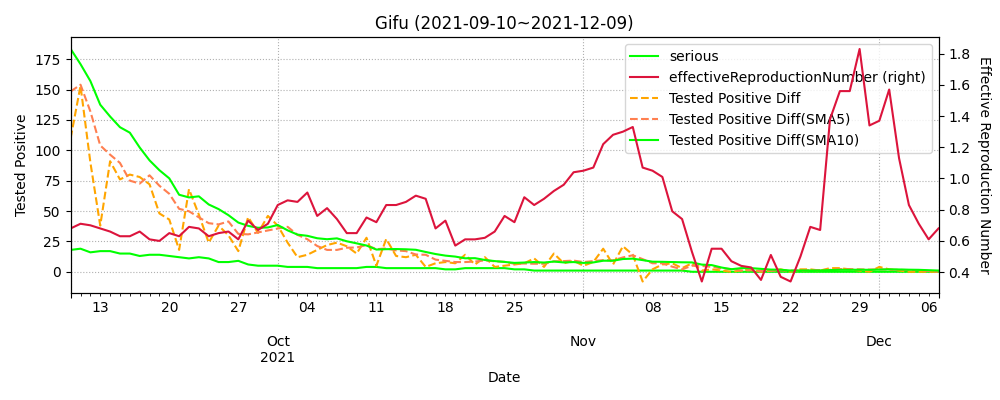 Gifu (2021-09-10~2021-12-09)
serious
effectiveReproductionNumber (right)
Tested Positive Diff
Tested Positive Diff(SMA5)
Tested Positive Diff(SMA10)
Tested Positive
175
150
125
100
75
50
25
0
1.8
1.6
1.4
1.2
1.0
0.8
0.6
0.4
Effective Reproduction Number
13 20 27 04 11 18 25 08 15 22 29 06
Oct Nov Dec
2021
Date